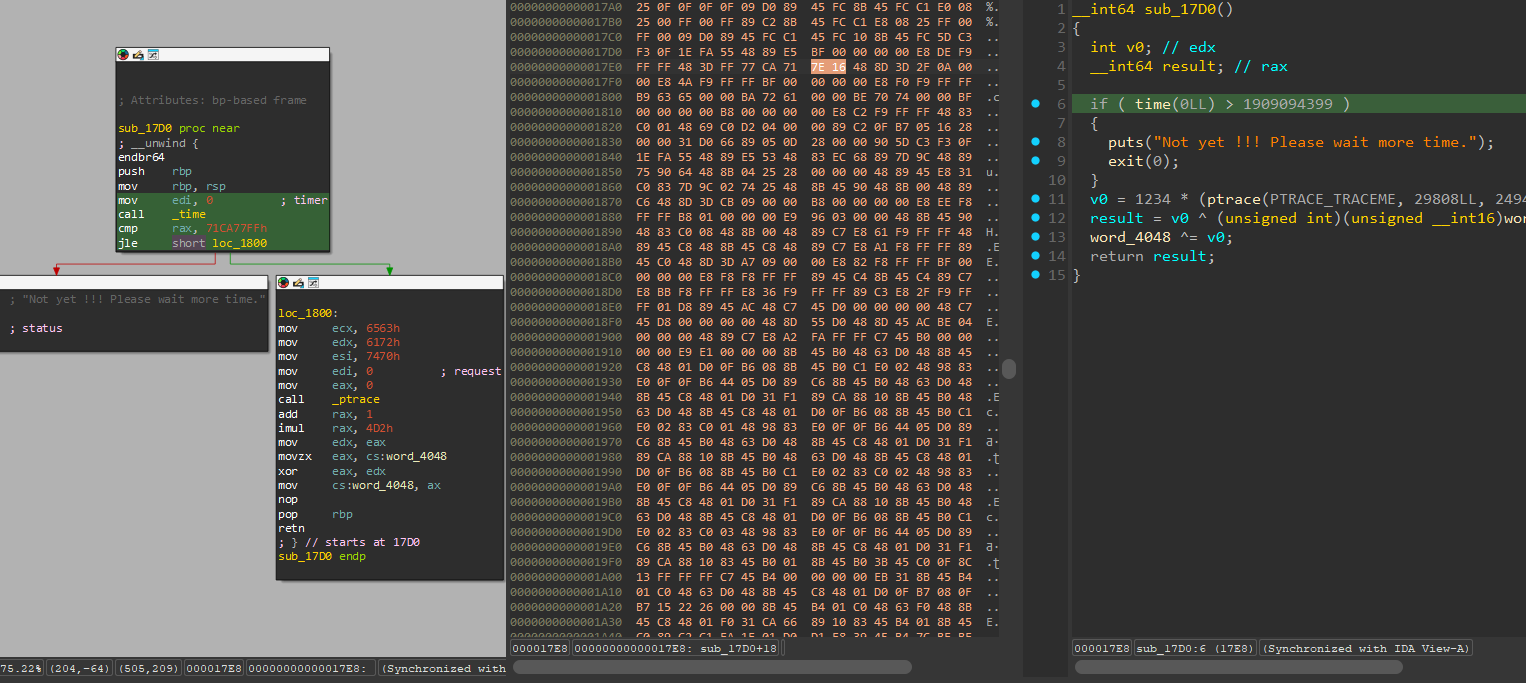 ; Attributes: bp-based frame
sub_17D0 proc near
; __unwind {
endbr64
push rbp
mov rbp, rsp
mov edi, 0 ; timer
call _time
cmp rax, 71CA77FFh
jle short loc_1800
; "Not yet !!! Please wait more time."
; status
loc_1800:
mov ecx, 6563h
mov edx, 6172h
mov esi, 7470h
mov edi, 0 ; request
mov eax, 0
call _ptrace
add rax, 1
imul rax, 4D2h
mov edx, eax
movzx eax, cs:word_4048
xor eax, edx
mov cs:word_4048, ax
nop
pop rbp
retn
; } // starts at 17D0
sub_17D0 endp
75.22% (204,-64) (505,209) 000017E8 00000000000017E8: (Synchronized with
00000000000017A0 25 0F 0F 0F 0F 09 D0 89 45 FC 8B 45 FC C1 E0 08 %.
00000000000017B0 25 00 FF 00 FF 89 C2 8B 45 FC C1 E8 08 25 FF 00 %.
00000000000017C0 FF 00 09 D0 89 45 FC C1 45 FC 10 8B 45 FC 5D C3 ..
00000000000017D0 F3 0F 1E FA 55 48 89 E5 BF 00 00 00 00 E8 DE F9 ..
00000000000017E0 FF FF 48 3D FF 77 CA 71 7E 16 48 8D 3D 2F 0A 00 ..
00000000000017F0 00 E8 4A F9 FF FF BF 00 00 00 00 E8 F0 F9 FF FF ..
0000000000001800 B9 63 65 00 00 BA 72 61 00 00 BE 70 74 00 00 BF .c
0000000000001810 00 00 00 00 B8 00 00 00 00 E8 C2 F9 FF FF 48 83 ..
0000000000001820 C0 01 48 69 C0 D2 04 00 00 89 C2 0F B7 05 16 28 ..
0000000000001830 00 00 31 D0 66 89 05 0D 28 00 00 90 5D C3 F3 0F ..
0000000000001840 1E FA 55 48 89 E5 53 48 83 EC 68 89 7D 9C 48 89 ..
0000000000001850 75 90 64 48 8B 04 25 28 00 00 00 48 89 45 E8 31 u.
0000000000001860 C0 83 7D 9C 02 74 25 48 8B 45 90 48 8B 00 48 89 ..
0000000000001870 C6 48 8D 3D CB 09 00 00 B8 00 00 00 00 E8 EE F8 ..
0000000000001880 FF FF B8 01 00 00 00 E9 96 03 00 00 48 8B 45 90 ..
0000000000001890 48 83 C0 08 48 8B 00 48 89 C7 E8 61 F9 FF FF 48 H.
00000000000018A0 89 45 C8 48 8B 45 C8 48 89 C7 E8 A1 F8 FF FF 89 .E
00000000000018B0 45 C0 48 8D 3D A7 09 00 00 E8 82 F8 FF FF BF 00 E.
00000000000018C0 00 00 00 E8 F8 F8 FF FF 89 45 C4 8B 45 C4 89 C7 ..
00000000000018D0 E8 BB F8 FF FF E8 36 F9 FF FF 89 C3 E8 2F F9 FF ..
00000000000018E0 FF 01 D8 89 45 AC 48 C7 45 D0 00 00 00 00 48 C7 ..
00000000000018F0 45 D8 00 00 00 00 48 8D 55 D0 48 8D 45 AC BE 04 E.
0000000000001900 00 00 00 48 89 C7 E8 A2 FA FF FF C7 45 B0 00 00 ..
0000000000001910 00 00 E9 E1 00 00 00 8B 45 B0 48 63 D0 48 8B 45 ..
0000000000001920 C8 48 01 D0 0F B6 08 8B 45 B0 C1 E0 02 48 98 83 ..
0000000000001930 E0 0F 0F B6 44 05 D0 89 C6 8B 45 B0 48 63 D0 48 ..
0000000000001940 8B 45 C8 48 01 D0 31 F1 89 CA 88 10 8B 45 B0 48 .E
0000000000001950 63 D0 48 8B 45 C8 48 01 D0 0F B6 08 8B 45 B0 C1 c.
0000000000001960 E0 02 83 C0 01 48 98 83 E0 0F 0F B6 44 05 D0 89 ..
0000000000001970 C6 8B 45 B0 48 63 D0 48 8B 45 C8 48 01 D0 31 F1
0000000000001980 89 CA 88 10 8B 45 B0 48 63 D0 48 8B 45 C8 48 01
0000000000001990 D0 0F B6 08 8B 45 B0 C1 E0 02 83 C0 02 48 98 83 ..
00000000000019A0 E0 0F 0F B6 44 05 D0 89 C6 8B 45 B0 48 63 D0 48 ..
00000000000019B0 8B 45 C8 48 01 D0 31 F1 89 CA 88 10 8B 45 B0 48 .E
00000000000019C0 63 D0 48 8B 45 C8 48 01 D0 0F B6 08 8B 45 B0 C1 c.
00000000000019D0 E0 02 83 C0 03 48 98 83 E0 0F 0F B6 44 05 D0 89 ..
00000000000019E0 C6 8B 45 B0 48 63 D0 48 8B 45 C8 48 01 D0 31 F1
00000000000019F0 89 CA 88 10 83 45 B0 01 8B 45 B0 3B 45 C0 0F 8C
0000000000001A00 13 FF FF FF C7 45 B4 00 00 00 00 EB 31 8B 45 B4 ..
0000000000001A10 01 C0 48 63 D0 48 8B 45 C8 48 01 D0 0F B7 08 0F ..
0000000000001A20 B7 15 22 26 00 00 8B 45 B4 01 C0 48 63 F0 48 8B ..
0000000000001A30 45 C8 48 01 F0 31 CA 66 89 10 83 45 B4 01 8B 45 E.
000017E8 00000000000017E8: sub_17D0+18
1 __int64 sub_17D0()
2 {
3 int v0; // edx
4 __int64 result; // rax
5
6 if ( time(0LL) > 1909094399 )
7 {
8 puts("Not yet !!! Please wait more time.");
9 exit(0);
10 }
11 v0 = 1234 * (ptrace(PTRACE_TRACEME, 29808LL, 2494
12 result = v0 ^ (unsigned int)(unsigned __int16)wor
13 word_4048 ^= v0;
14 return result;
15 }
000017E8 sub_17D0:6 (17E8) (Synchronized with IDA View-A)